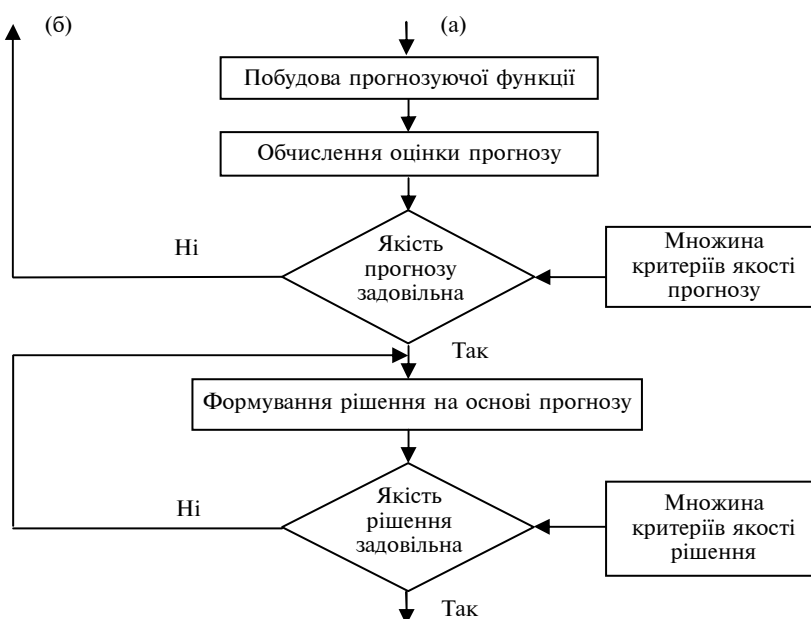 (б)
(а)
Побудова прогнозуючої функції
Обчислення оцінки прогнозу
Ні
Якість
прогнозу
задовільна
Множина
критеріїв якості
прогнозу
Так
Формування рішення на основі прогнозу
Ні
Якість
рішення
задовільна
Множина
критеріїв якості
рішення
Так